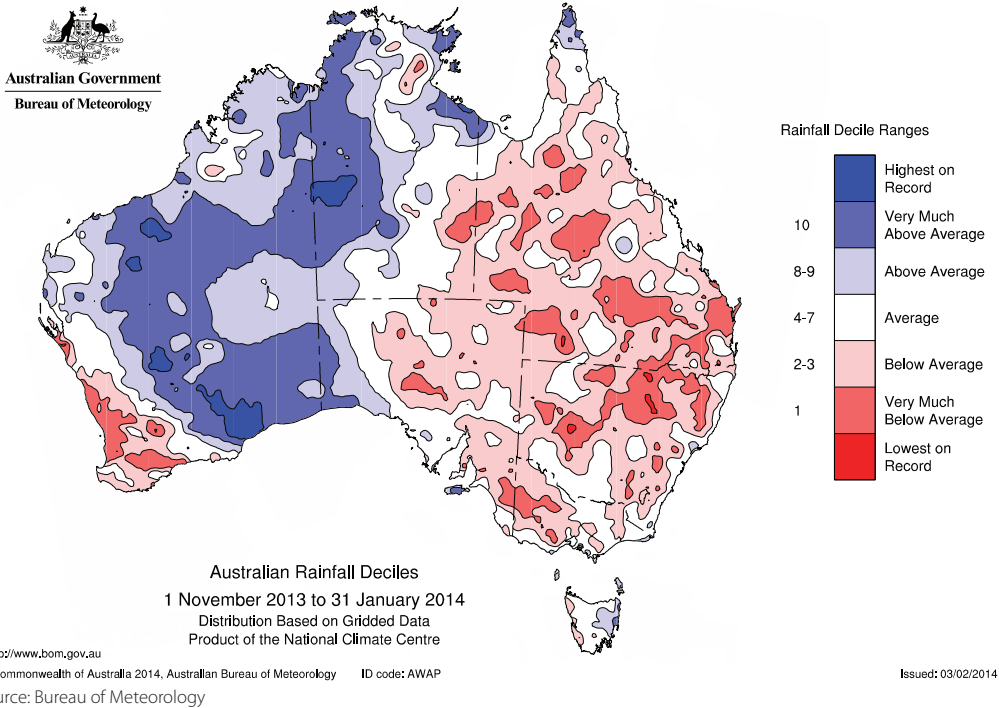 Australian Government
Bureau of Meteorology
Rainfall Decile Ranges
Highest on
Record
10
Very Much
Above Average
8-9
Above Average
4-7
Average
2-3
Below Average
1
Very Much
Below Average
Lowest on
Record
Australian Rainfall Deciles
1 November 2013 to 31 January 2014
Distribution Based on Gridded Data
Product of the National Climate Centre
p://www.bom.gov.au
ommonwealth of Australia 2014, Australian Bureau of Meteorology ID code: AWAP
Issued: 03/02/2014
urce: Bureau of Meteorology